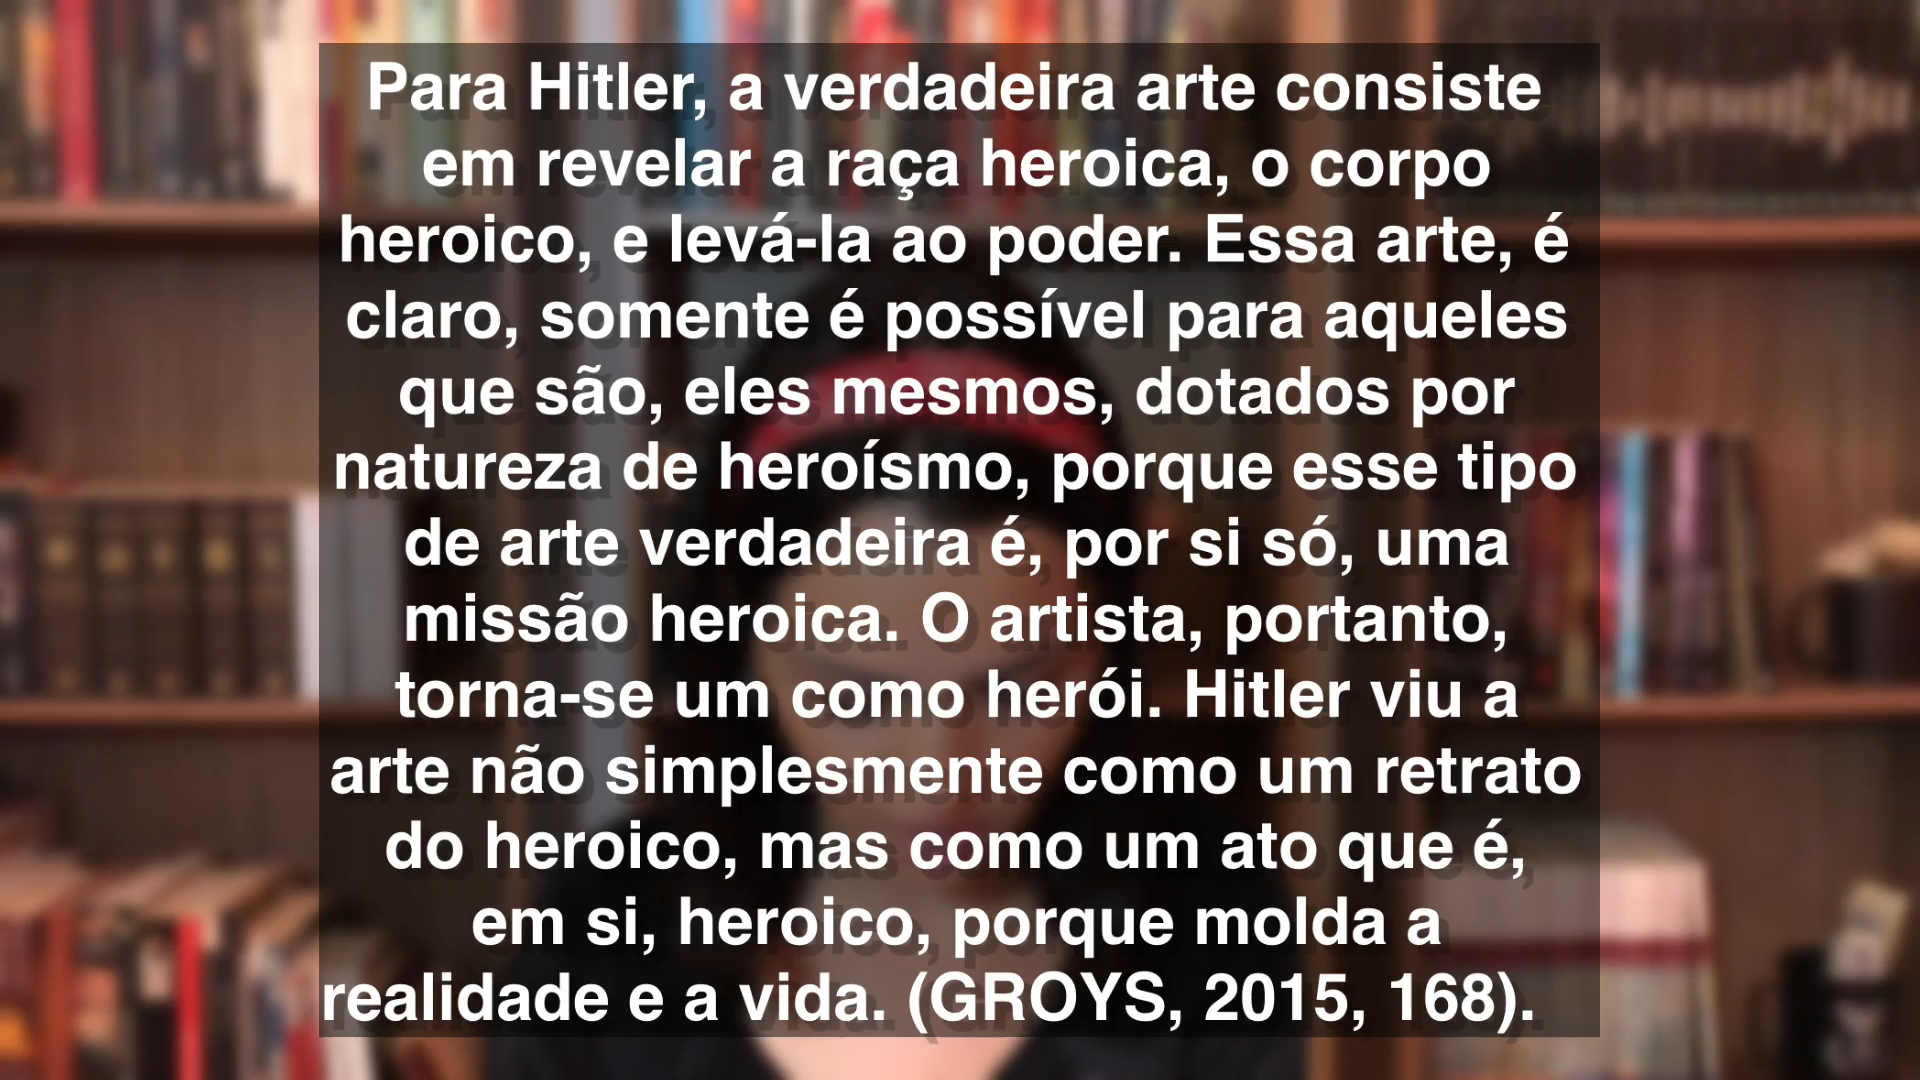 Para Hitler, a verdadeira arte consiste
em revelar a raça heroica, o corpo
heroico, e levá-la ao poder. Essa arte, é
claro, somente é possível para aqueles
que são, eles mesmos, dotados por
natureza de heroísmo, porque esse tipo
de arte verdadeira é, por si só, uma
missão heroica. O artista, portanto,
torna-se um como herói. Hitler viu a
arte não simplesmente como um retrato
do heroico, mas como um ato que é,
em si, heroico, porque molda a
realidade e a vida. (GROYS, 2015, 168).